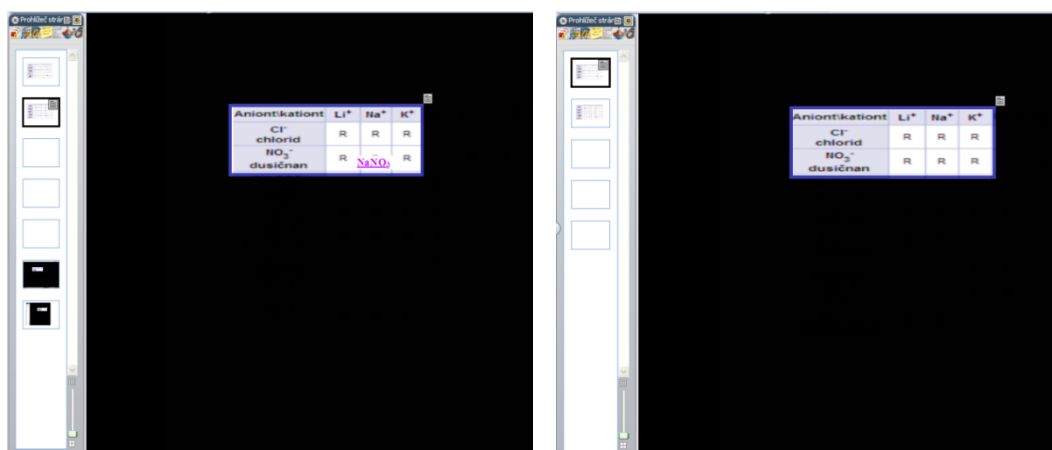 Prohlížeč strán
Aniont\kationt Li⁺ Na⁺ K⁺
Cl⁻ chlorid R R R
NO₃⁻ dusičnan R NaNO₃ R
Prohlížeč strán
Aniont\kationt Li⁺ Na⁺ K⁺
Cl⁻ chlorid R R R
NO₃⁻ dusičnan R R R